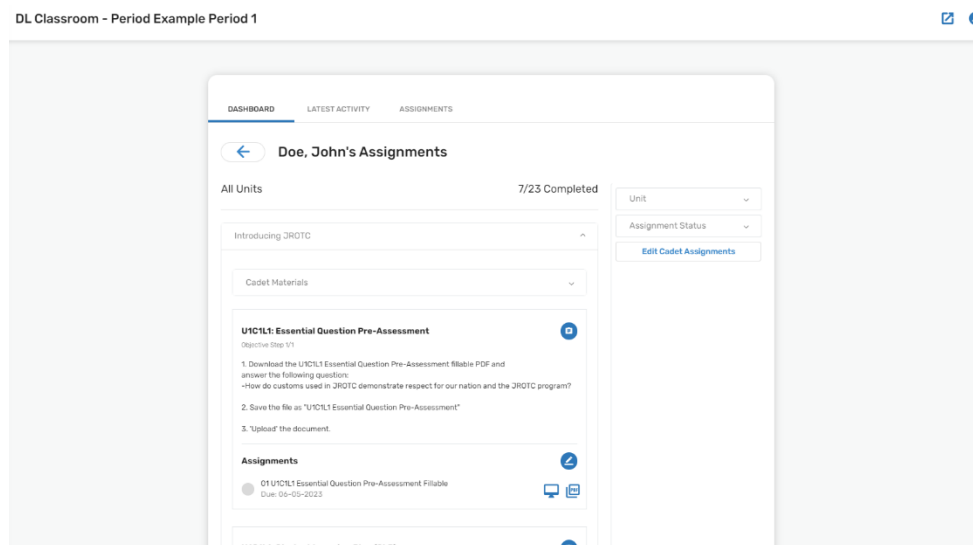 DL Classroom - Period Example Period 1
DASHBOARD LATEST ACTIVITY ASSIGNMENTS
Doe, John's Assignments
All Units 7/23 Completed
Unit
Assignment Status
Edit Cadet Assignments
Introducing JROTC
Cadet Materials
U1C1L1: Essential Question Pre-Assessment
Objective Step 1/1
1. Download the U1C1L1 Essential Question Pre-Assessment fillable PDF and
answer the following question:
-How do customs used in JROTC demonstrate respect for our nation and the JROTC program?
2. Save the file as "U1C1L1 Essential Question Pre-Assessment"
3. 'Upload' the document.
Assignments
01 U1C1L1 Essential Question Pre-Assessment Fillable
Due: 06-05-2023